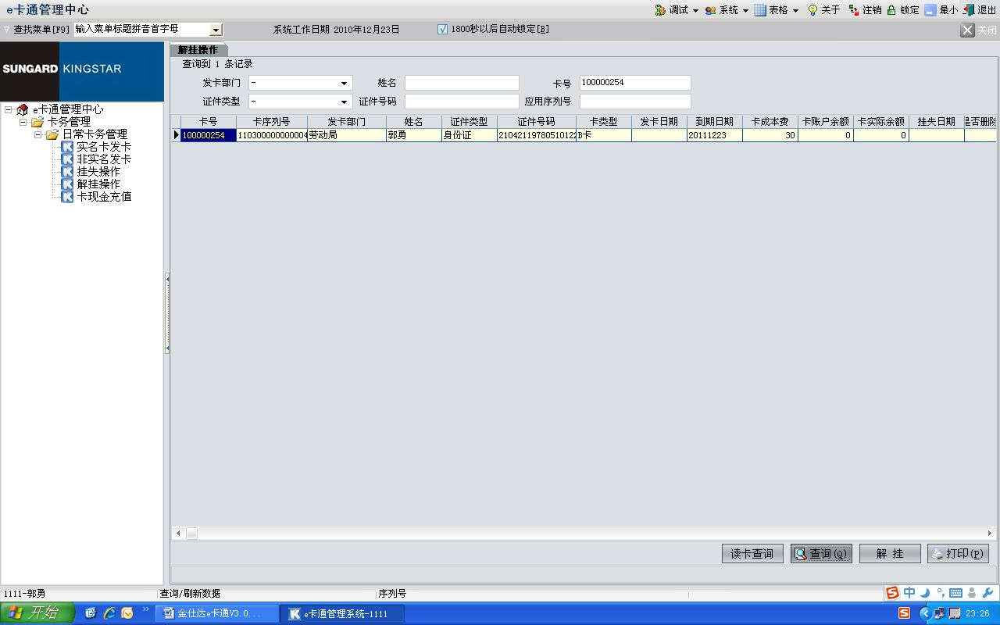 e卡通管理中心 调试 系统 表格 关于 注销 锁定 最小 退出
查找菜单[F9] 输入菜单标题拼音首字母 系统工作日期 2010年12月23日 1800秒以后自动锁定[B] 关闭
SUNGARD KINGSTAR
e卡通管理中心
卡务管理
日常卡务管理
实名卡发卡
非实名发卡
挂失操作
解挂操作
卡现金充值
解挂操作
查询到 1 条记录
发卡部门 - 姓名 卡号 100000254
证件类型 - 证件号码 应用序列号
卡号 卡序列号 发卡部门 姓名 证件类型 证件号码 卡类型 发卡日期 到期日期 卡成本费 卡账户余额 卡实际余额 挂失日期 是否删除
100000254 110300000000004 劳动局 郭勇 身份证 21042119780510122 B卡 20111223 30 0 0
读卡查询 查询(Q) 解 挂 打印(P)
1111-郭勇 查询/刷新数据 序列号
中
开始 金仕达e卡通V3.0... e卡通管理系统-1111 23:26